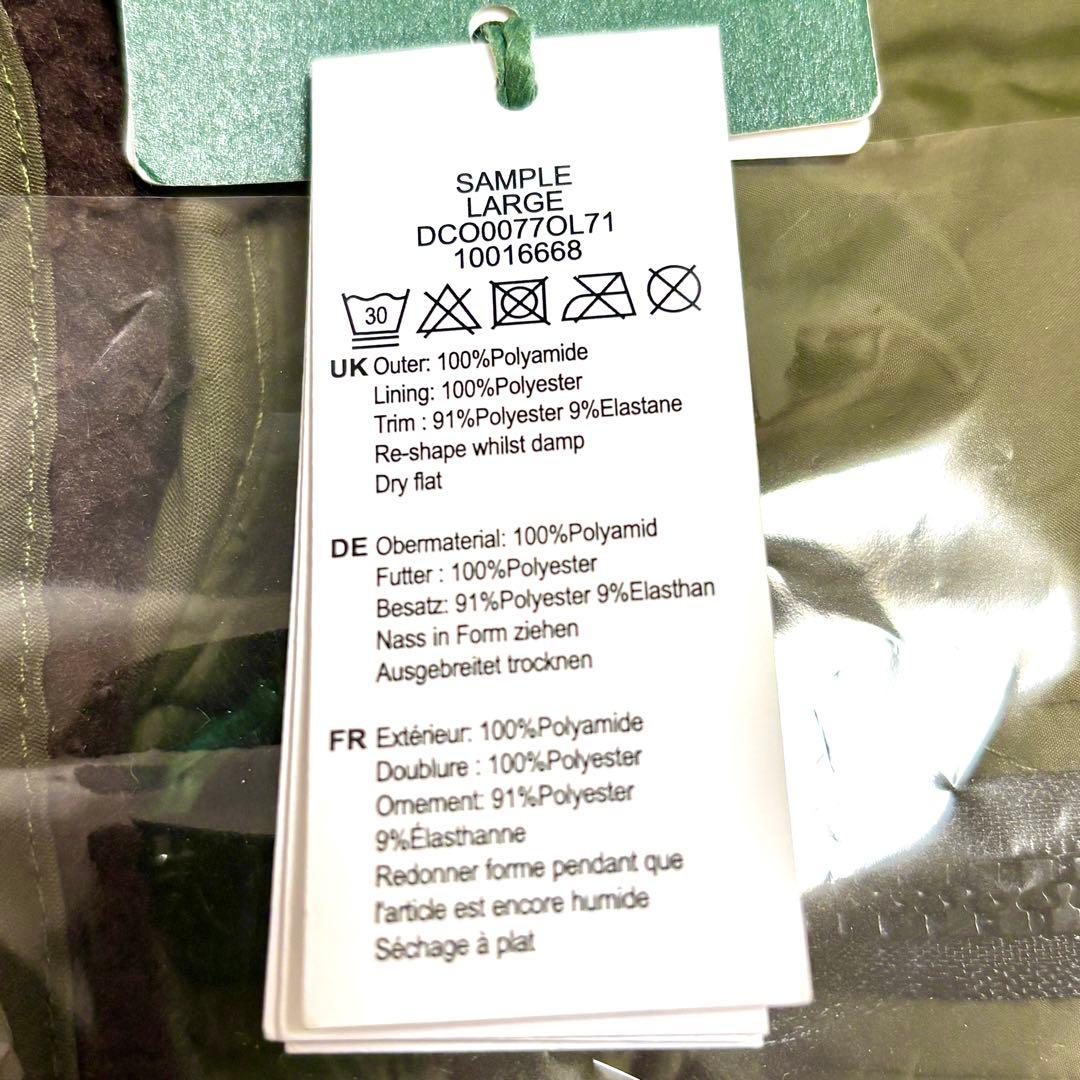 SAMPLE
LARGE
DCO0077OL71
10016668
30
UK Outer: 100%Polyamide
Lining: 100%Polyester
Trim : 91%Polyester 9%Elastane
Re-shape whilst damp
Dry flat
DE Obermaterial: 100%Polyamid
Futter : 100%Polyester
Besatz: 91%Polyester 9%Elasthan
Nass in Form ziehen
Ausgebreitet trocknen
FR Extérieur: 100%Polyamide
Doublure : 100%Polyester
Ornement: 91%Polyester
9%Élasthanne
Redonner forme pendant que
l'article est encore humide
Séchage à plat